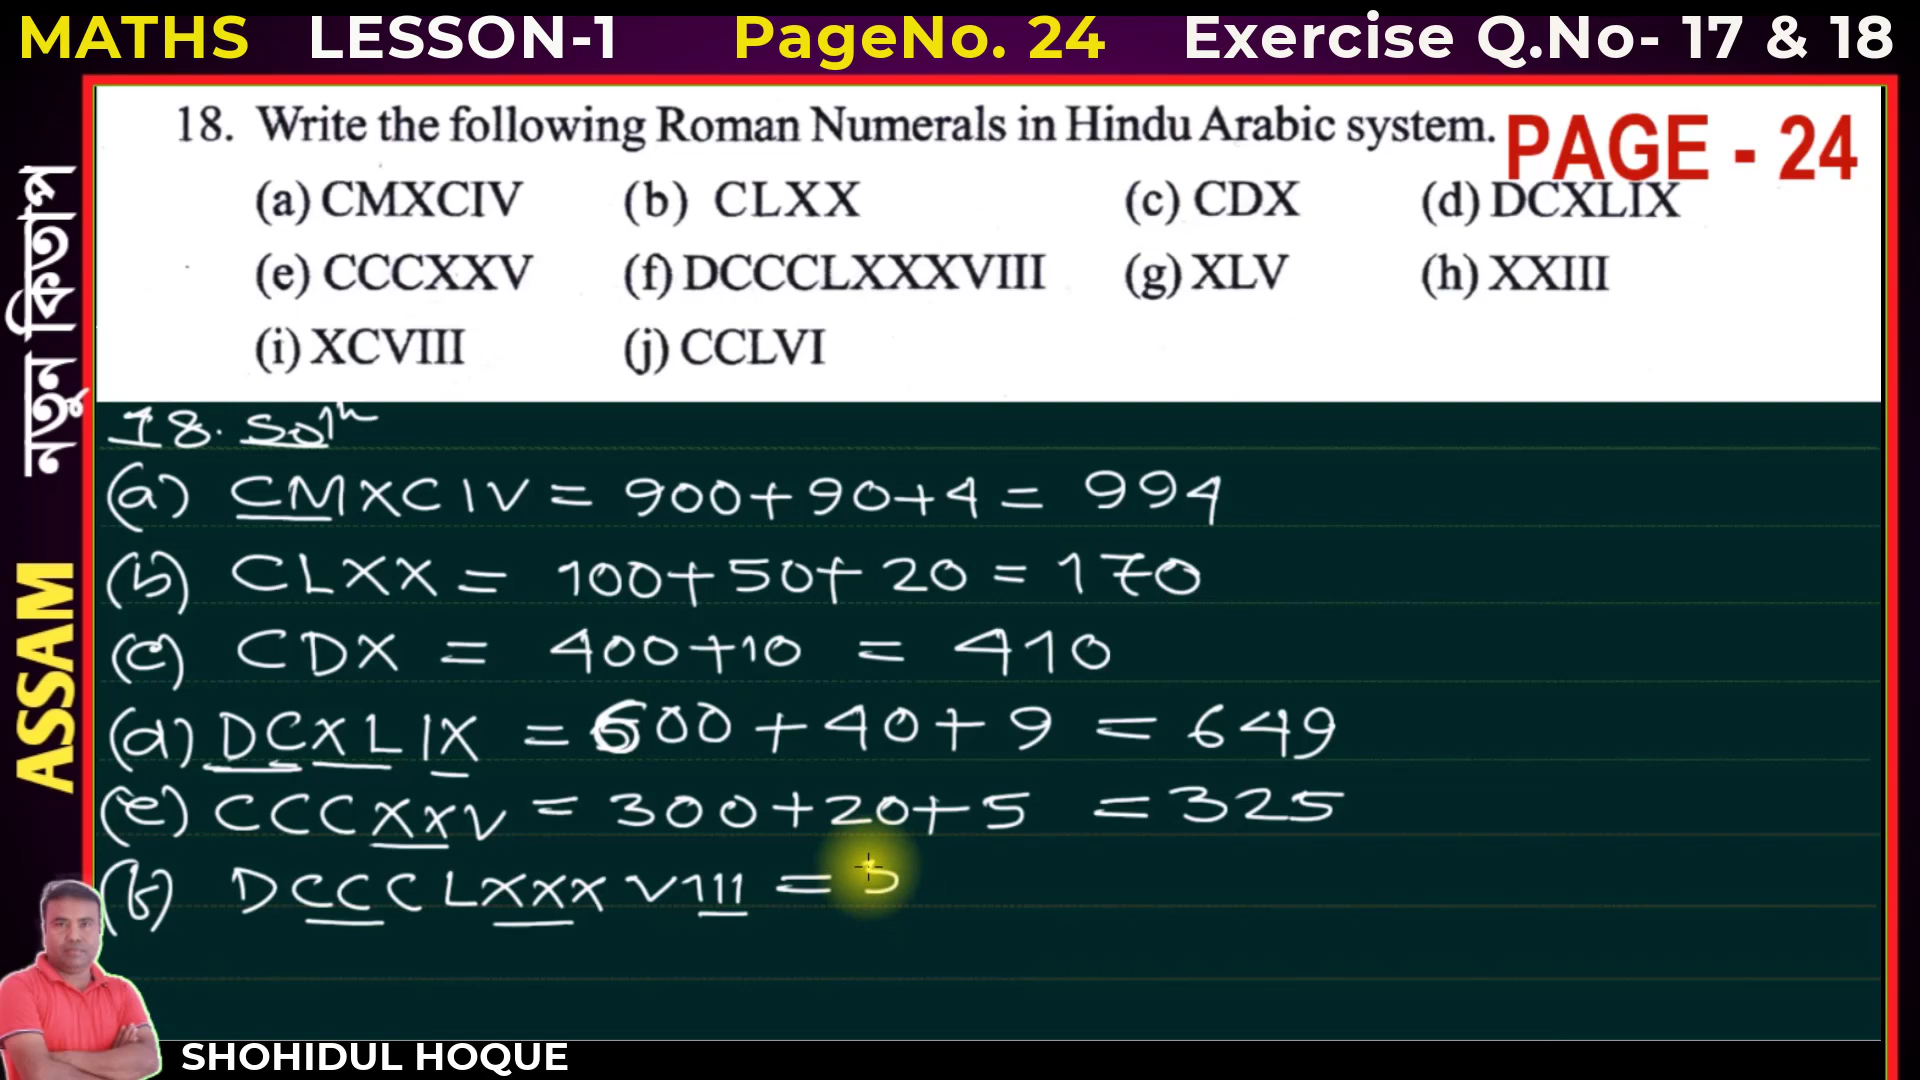 MATHS LESSON-1 PageNo. 24 Exercise Q.No- 17 & 18
18. Write the following Roman Numerals in Hindu Arabic system.
PAGE - 24
(a) CMXCIV (b) CLXX (c) CDX (d) DCXLIX
(e) CCCXXV (f) DCCCLXXXVIII (g) XLV (h) XXIII
(i) XCVIII (j) CCLVI
নতুন কিতাপ
ASSAM
18. Solⁿ
(a) CMXCIV = 900+90+4 = 994
(b) CLXX = 100+50+20 = 170
(c) CDX = 400+10 = 410
(d) DCXLIX = 600+40+9 = 649
(e) CCCXXV = 300+20+5 = 325
(f) DCCCLXXXVIII =
SHOHIDUL HOQUE